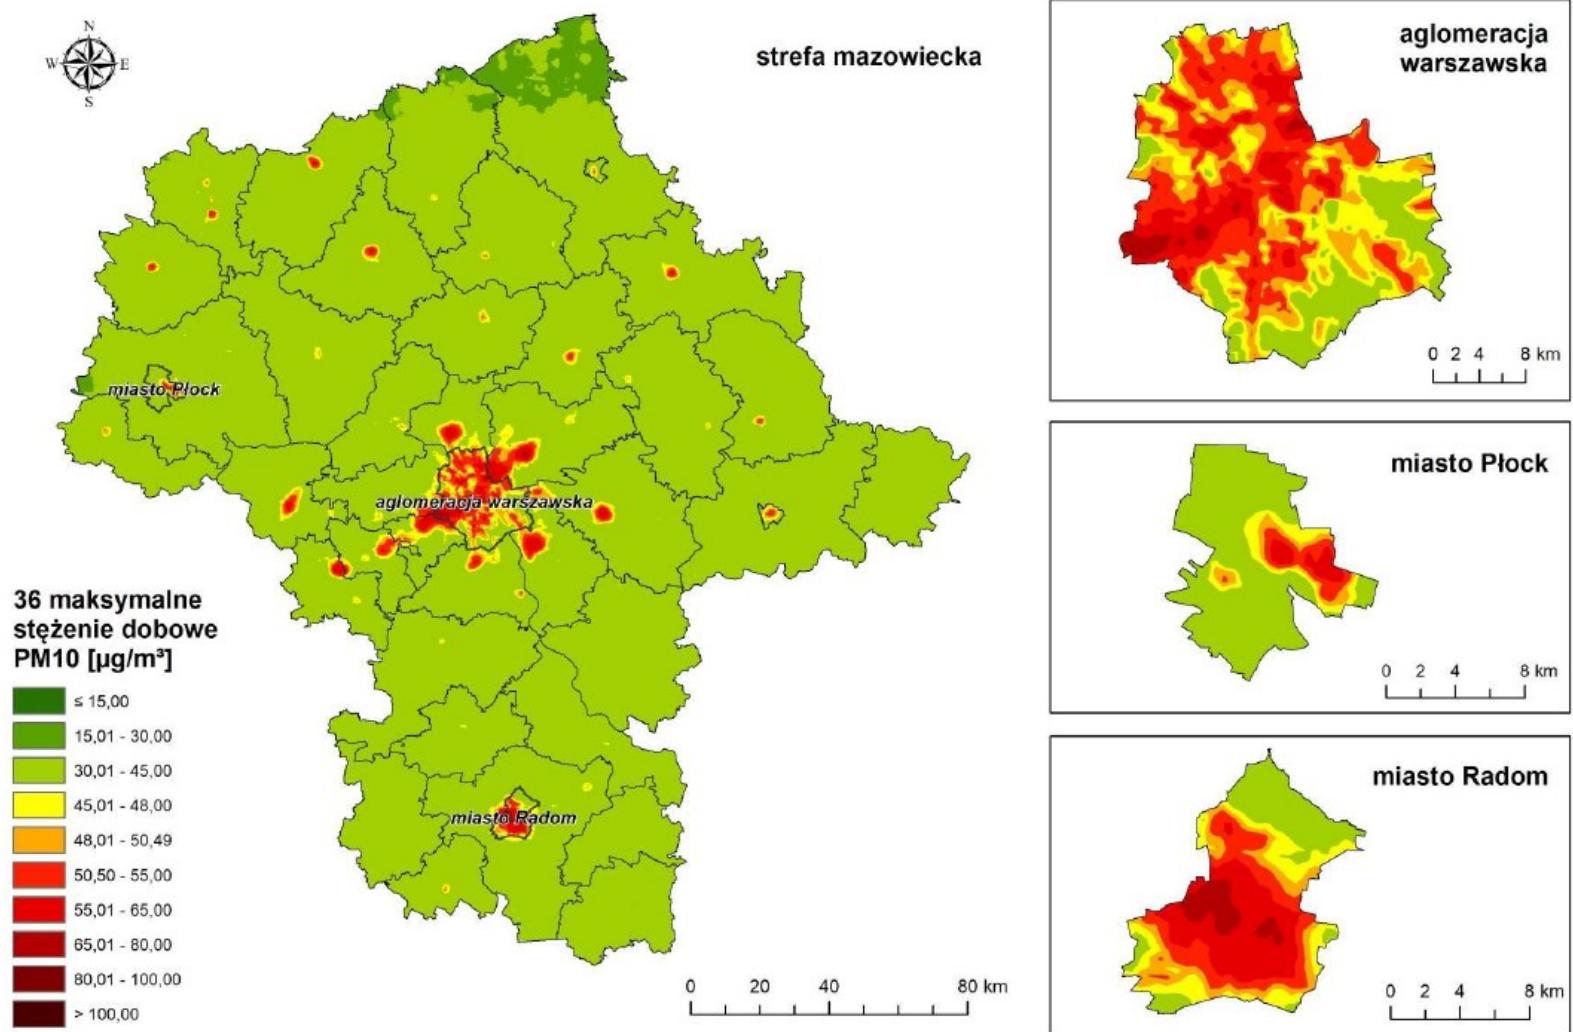 N
W
E
S
strefa mazowiecka
miasto Płock
aglomeracja warszawska
miasto Radom
36 maksymalne
stężenie dobowe
PM10 [µg/m³]
≤ 15,00
15,01 - 30,00
30,01 - 45,00
45,01 - 48,00
48,01 - 50,49
50,50 - 55,00
55,01 - 65,00
65,01 - 80,00
80,01 - 100,00
> 100,00
0 20 40 80 km
aglomeracja
warszawska
0 2 4 8 km
miasto Płock
0 2 4 8 km
miasto Radom
0 2 4 8 km